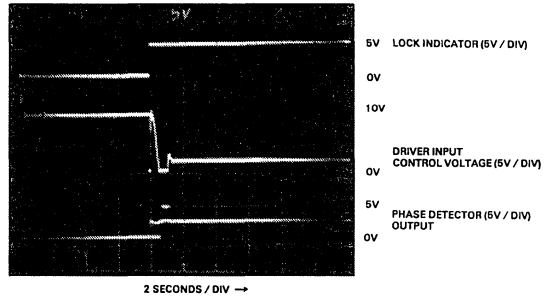 5V
5V LOCK INDICATOR (5V / DIV)
0V
10V
DRIVER INPUT
CONTROL VOLTAGE (5V / DIV)
0V
5V
PHASE DETECTOR (5V / DIV)
OUTPUT
0V
2 SECONDS / DIV →